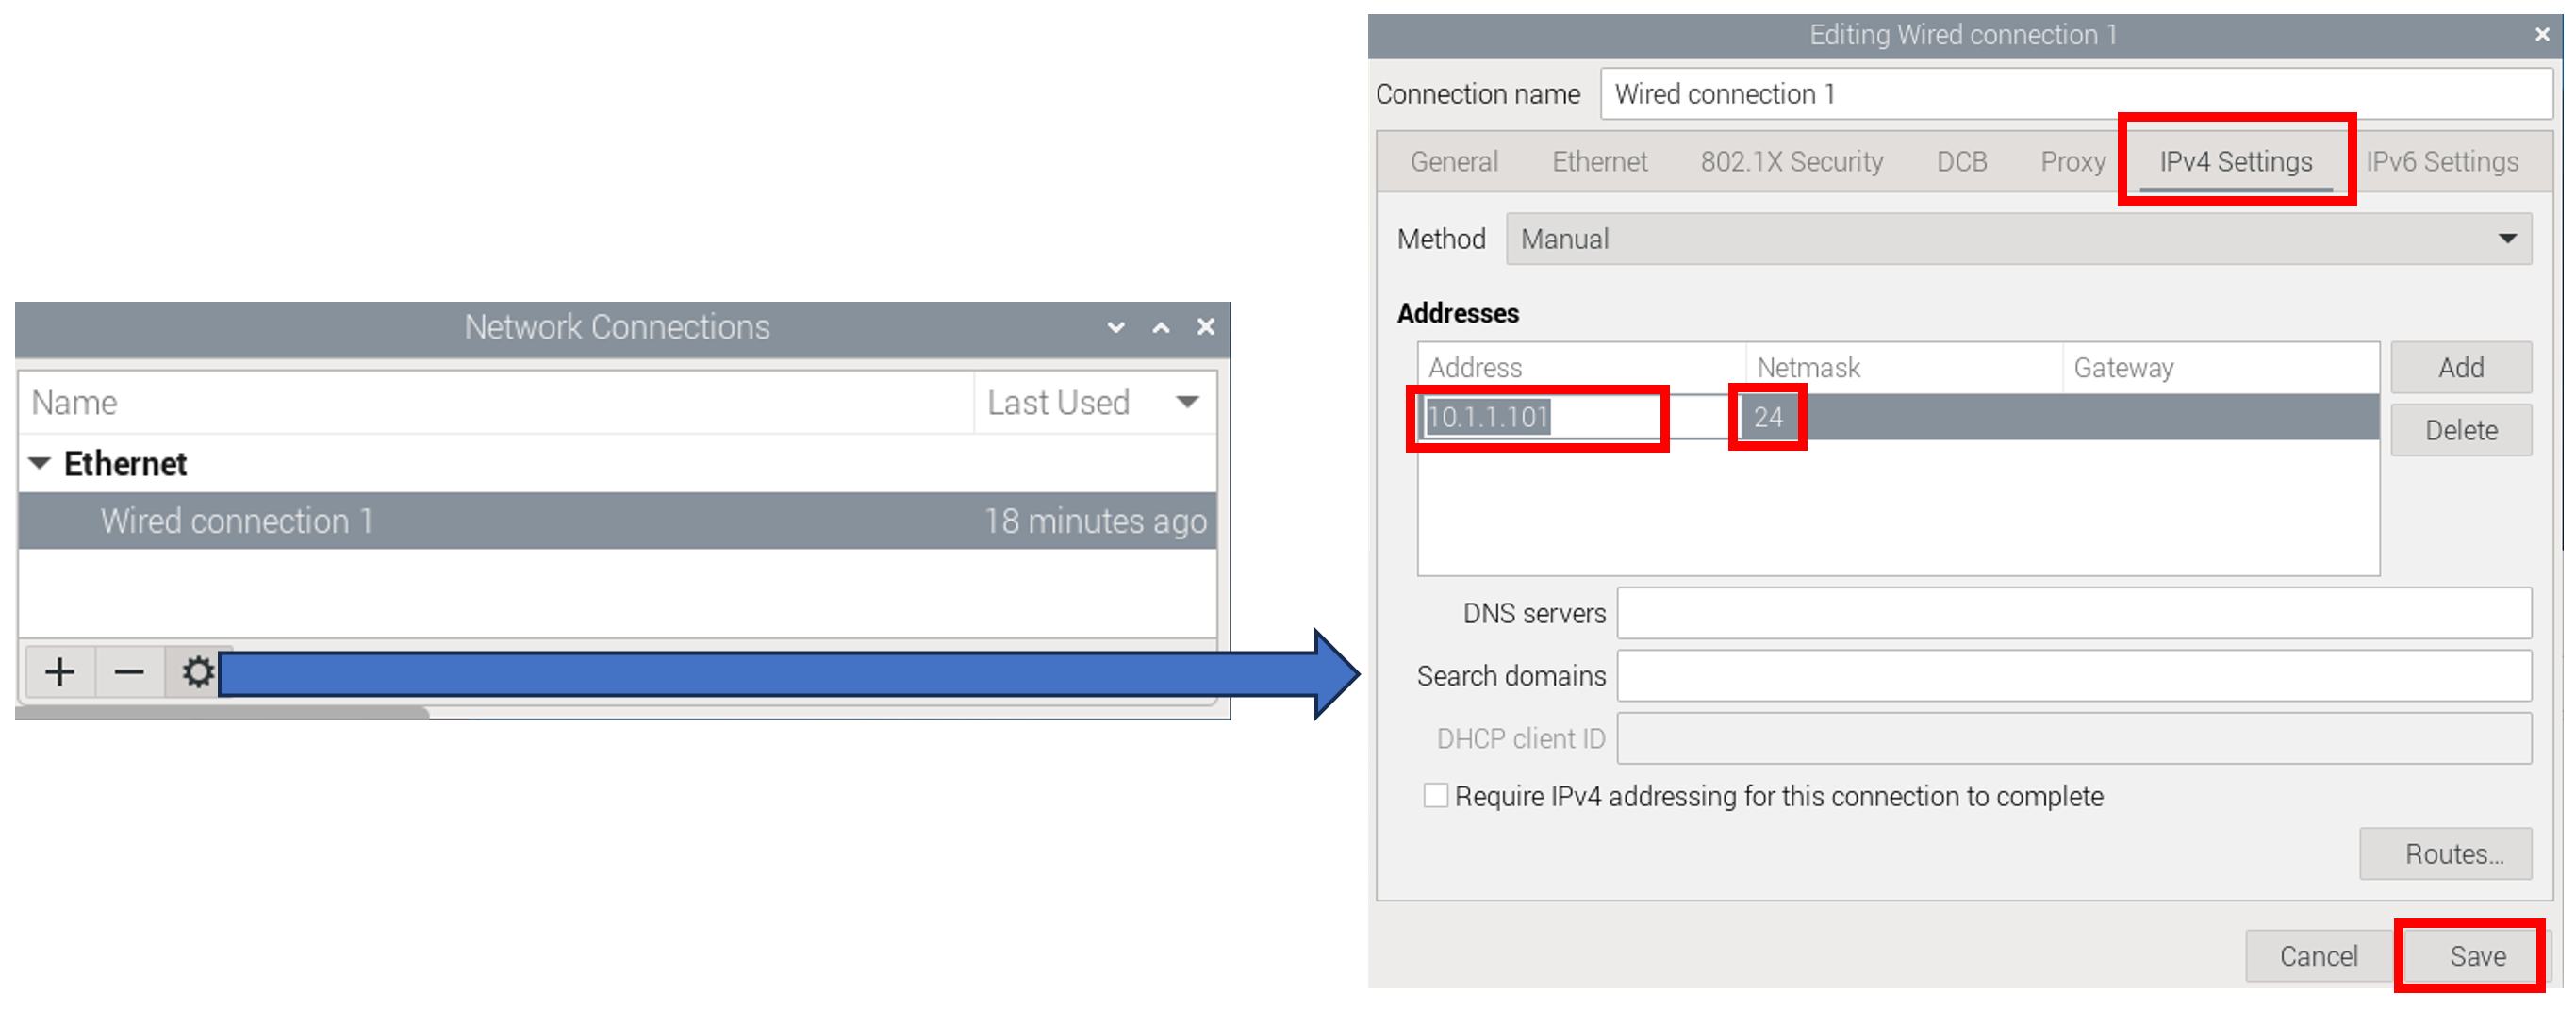 Network Connections
Name Last Used
Ethernet
Wired connection 1 18 minutes ago
Editing Wired connection 1
Connection name Wired connection 1
General Ethernet 802.1X Security DCB Proxy IPv4 Settings IPv6 Settings
Method Manual
Addresses
Address Netmask Gateway Add
10.1.1.101 24
Delete
DNS servers
Search domains
DHCP client ID
Require IPv4 addressing for this connection to complete
Routes...
Cancel Save